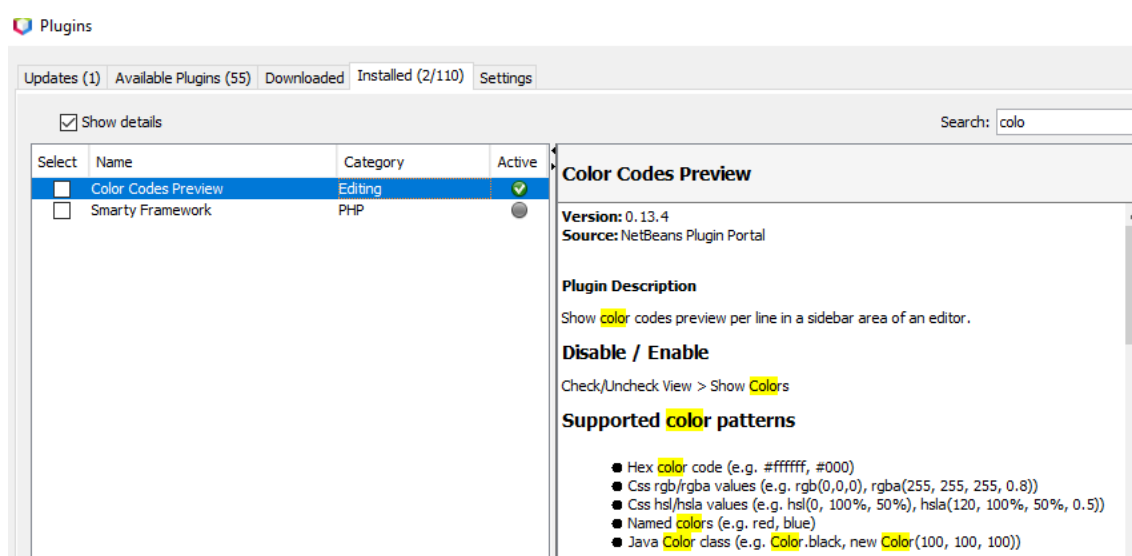 Plugins
Updates (1) Available Plugins (55) Downloaded Installed (2/110) Settings
Show details Search: colo
Select Name Category Active
Color Codes Preview Editing
Smarty Framework PHP
Color Codes Preview
Version: 0.13.4
Source: NetBeans Plugin Portal
Plugin Description
Show color codes preview per line in a sidebar area of an editor.
Disable / Enable
Check/Uncheck View > Show Colors
Supported color patterns
Hex color code (e.g. #ffffff, #000)
Css rgb/rgba values (e.g. rgb(0,0,0), rgba(255, 255, 255, 0.8))
Css hsl/hsla values (e.g. hsl(0, 100%, 50%), hsla(120, 100%, 50%, 0.5))
Named colors (e.g. red, blue)
Java Color class (e.g. Color.black, new Color(100, 100, 100))